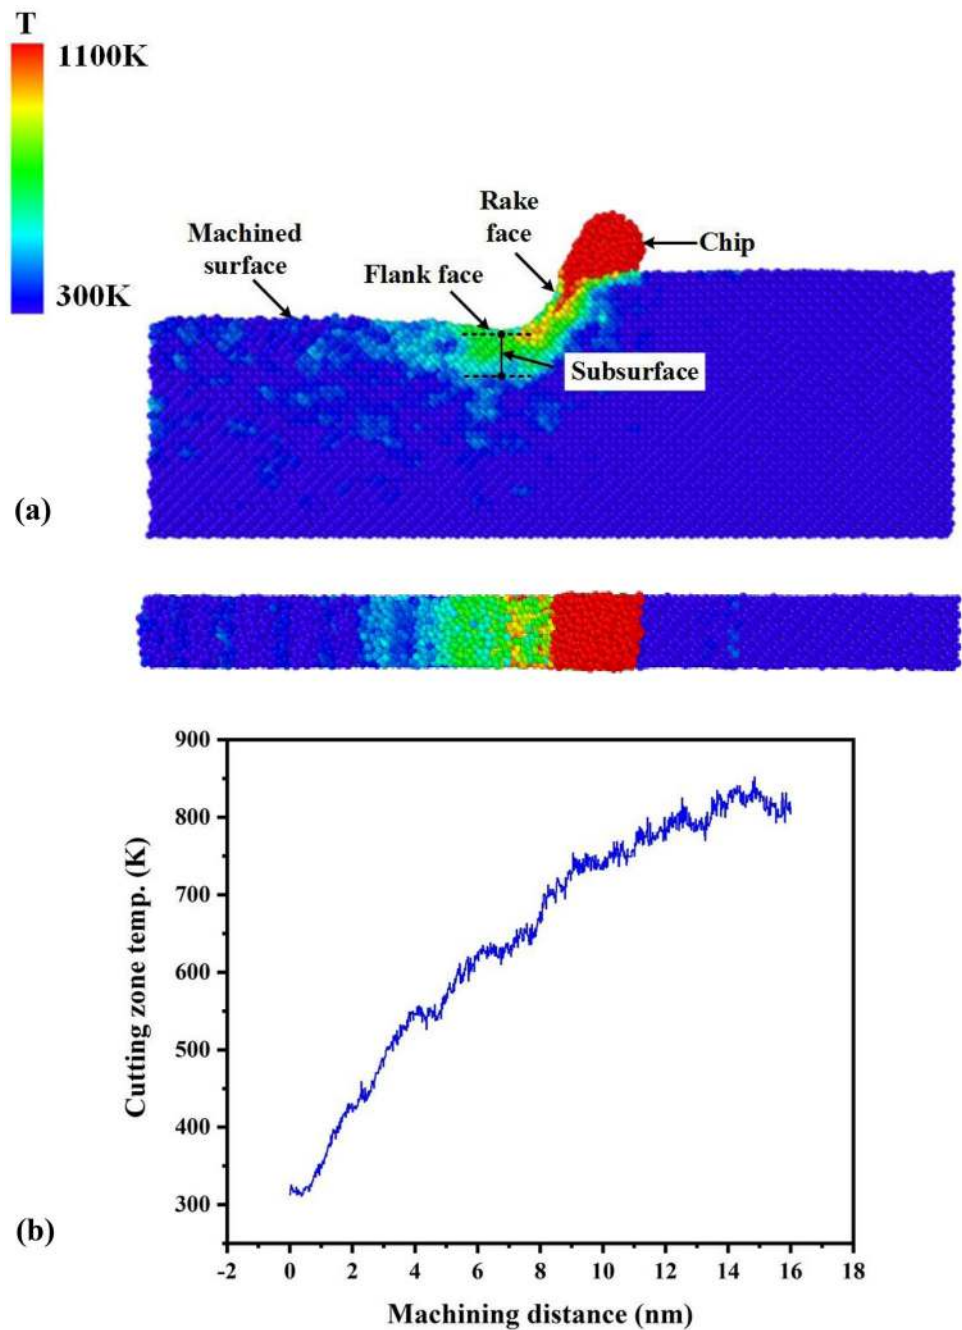 T
1100K
300K
Machined
surface
Flank face
Rake
face
Chip
Subsurface
(a)
900
800
700
600
500
400
300
Cutting zone temp. (K)
(b)
-2
0
2
4
6
8
10
12
14
16
18
Machining distance (nm)